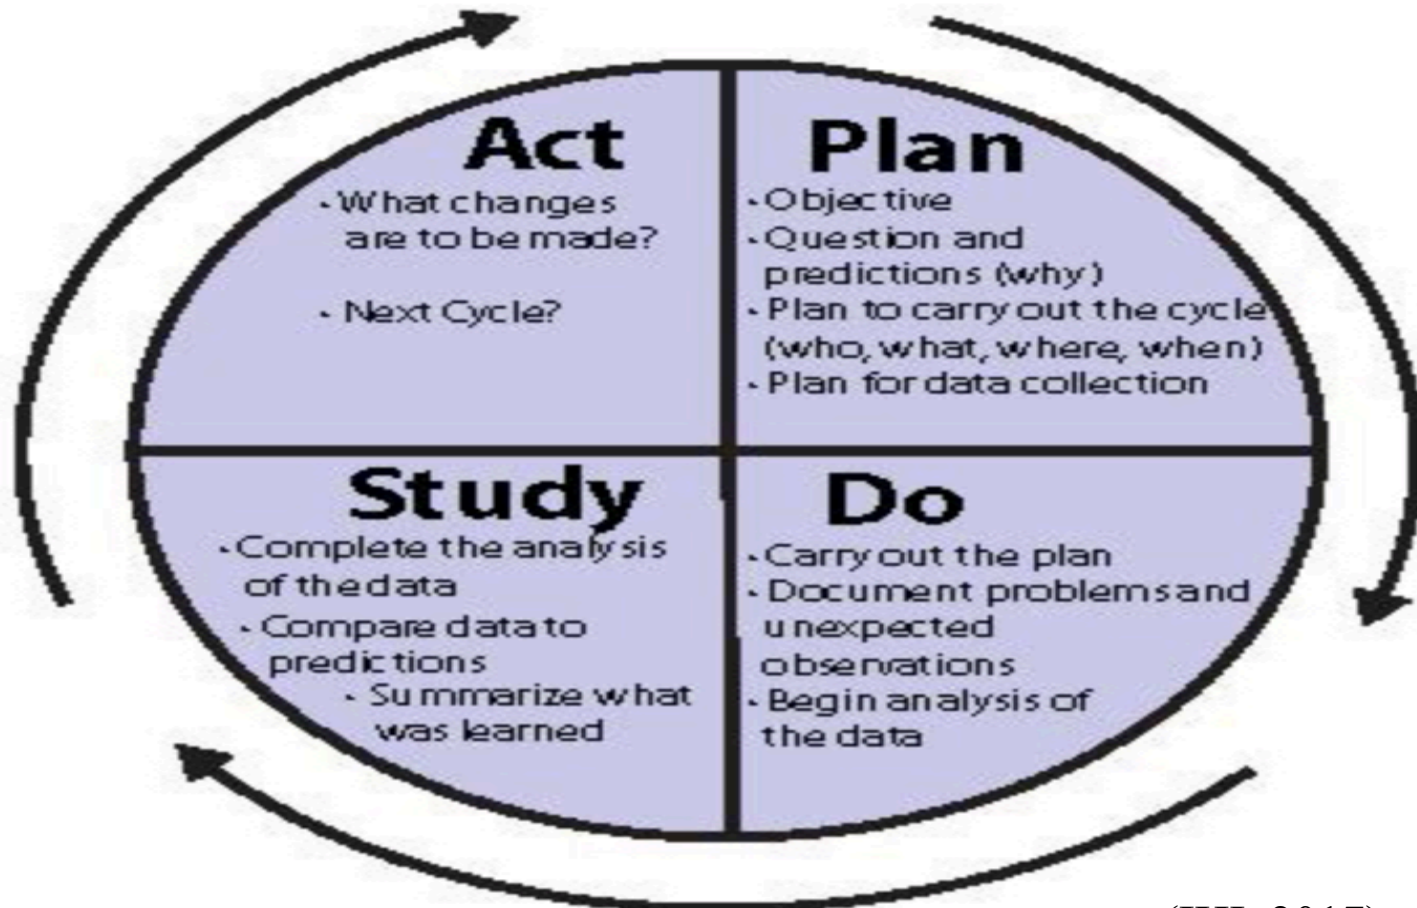 Act
· What changes
are to be made?
· Next Cycle?
Plan
· Objective
· Question and
predictions (why)
· Plan to carry out the cycle
(who, what, where, when)
· Plan for data collection
Study
· Complete the analysis
of the data
· Compare data to
predictions
· Summarize what
was learned
Do
· Carry out the plan
· Document problems and
unexpected
observations
· Begin analysis of
the data